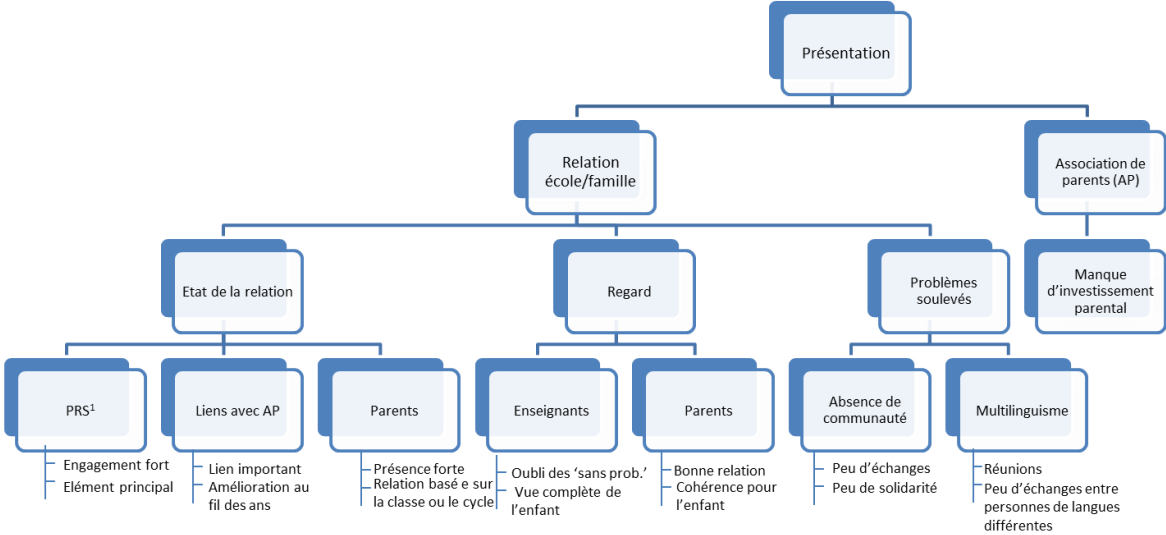 Présentation
Relation
école/famille
Association de
parents (AP)
Etat de la relation
Regard
Problèmes
soulevés
Manque
d'investissement
parental
PRS¹
Liens avec AP
Parents
Enseignants
Parents
Absence de
communauté
Multilinguisme
Engagement fort
Elément principal
Lien important
Amélioration au
fil des ans
Présence forte
Relation basé e sur
la classe ou le cycle
Oubli des 'sans prob.'
Vue complète de
l'enfant
Bonne relation
Cohérence pour
l'enfant
Peu d'échanges
Peu de solidarité
Réunions
Peu d'échanges entre
personnes de langues
différentes